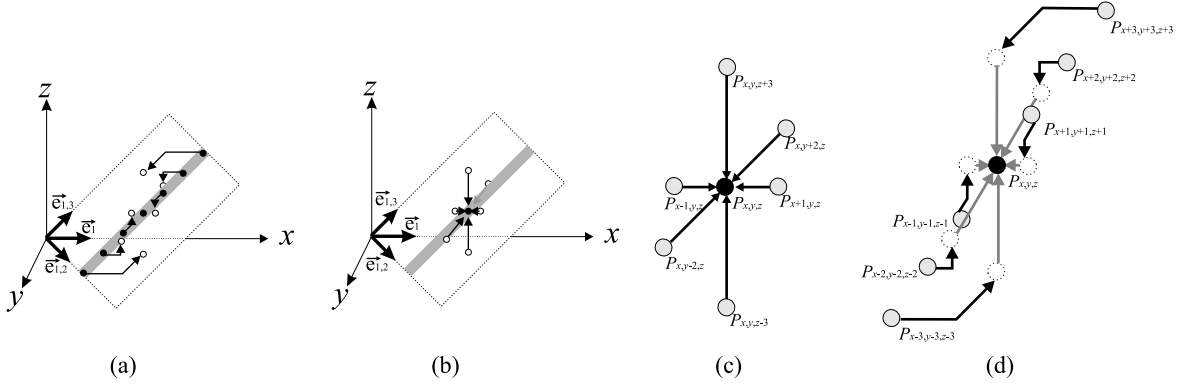 z
e1,3
e1
e1,2
x
y
(a)
z
e1,3
e1
e1,2
x
y
(b)
Px,y,z+3
Px,y+2,z
Px-1,y,z
Px,y,z
Px+1,y,z
Px,y-2,z
Px,y,z-3
(c)
Px+3,y+3,z+3
Px+2,y+2,z+2
Px+1,y+1,z+1
Px,y,z
Px-1,y-1,z-1
Px-2,y-2,z-2
Px-3,y-3,z-3
(d)